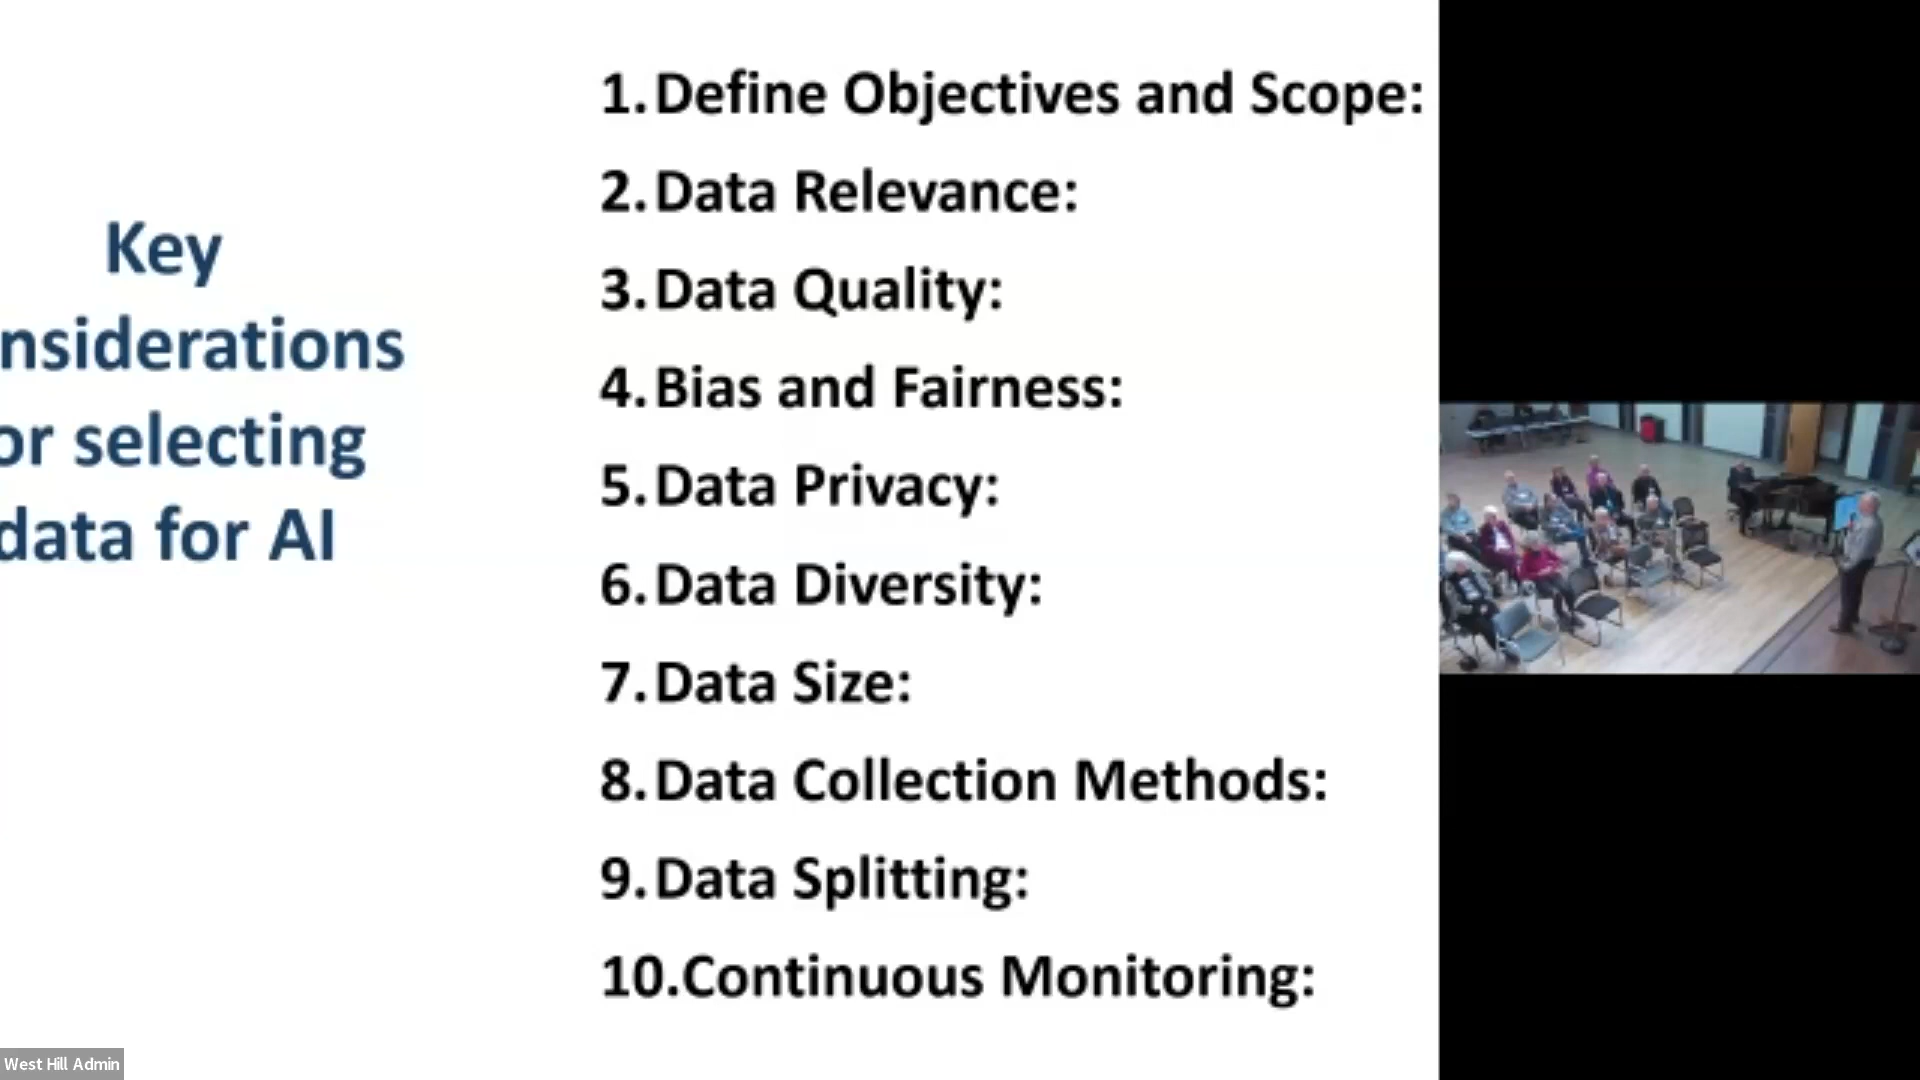 Key
nsiderations
or selecting
data for AI
1. Define Objectives and Scope:
2. Data Relevance:
3. Data Quality:
4. Bias and Fairness:
5. Data Privacy:
6. Data Diversity:
7. Data Size:
8. Data Collection Methods:
9. Data Splitting:
10. Continuous Monitoring:
West Hill Admin